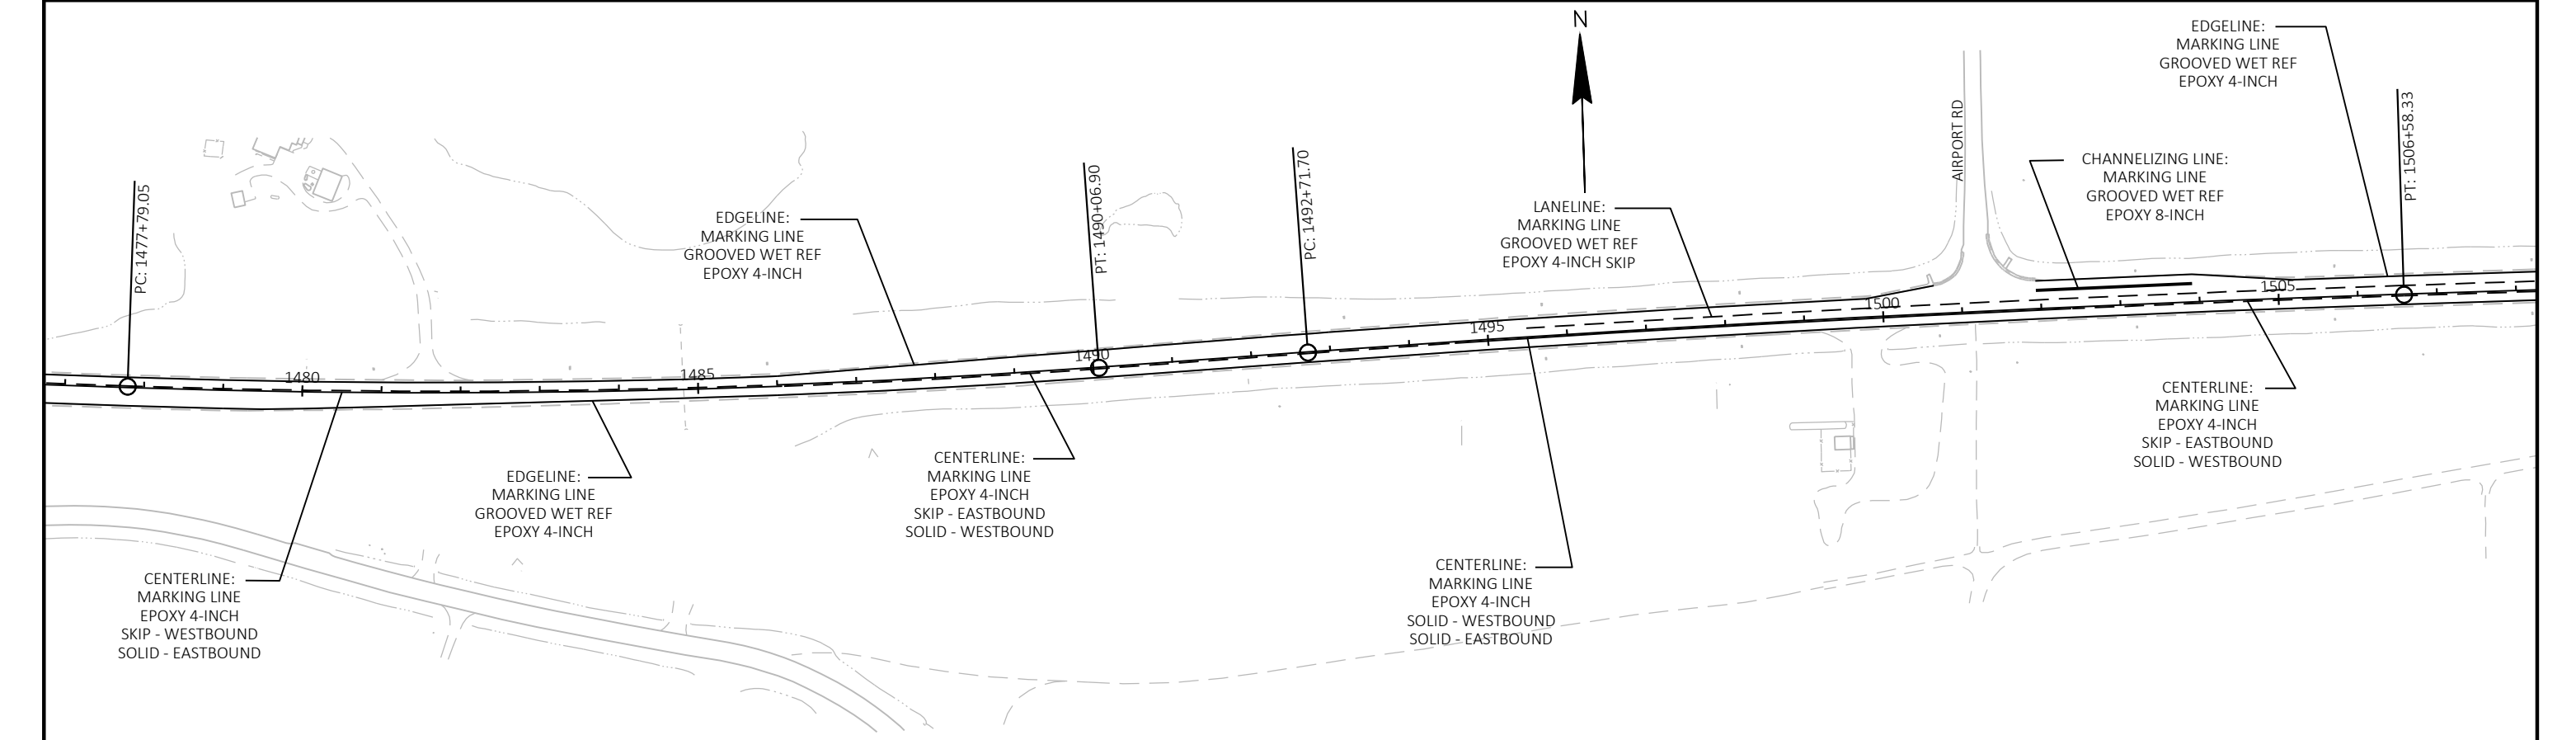 N
EDGELINE:
MARKING LINE
GROOVED WET REF
EPOXY 4-INCH
PT: 1506+58.33
AIRPORT RD
CHANNELIZING LINE:
MARKING LINE
GROOVED WET REF
EPOXY 8-INCH
PC: 1477+79.05
EDGELINE:
MARKING LINE
GROOVED WET REF
EPOXY 4-INCH
PT: 1490+06.90
PC: 1492+71.70
LANELINE:
MARKING LINE
GROOVED WET REF
EPOXY 4-INCH SKIP
1480
1485
1490
1495
1500
1505
CENTERLINE:
MARKING LINE
EPOXY 4-INCH
SKIP - WESTBOUND
SOLID - EASTBOUND
EDGELINE:
MARKING LINE
GROOVED WET REF
EPOXY 4-INCH
CENTERLINE:
MARKING LINE
EPOXY 4-INCH
SKIP - EASTBOUND
SOLID - WESTBOUND
CENTERLINE:
MARKING LINE
EPOXY 4-INCH
SOLID - WESTBOUND
SOLID - EASTBOUND
CENTERLINE:
MARKING LINE
EPOXY 4-INCH
SKIP - EASTBOUND
SOLID - WESTBOUND